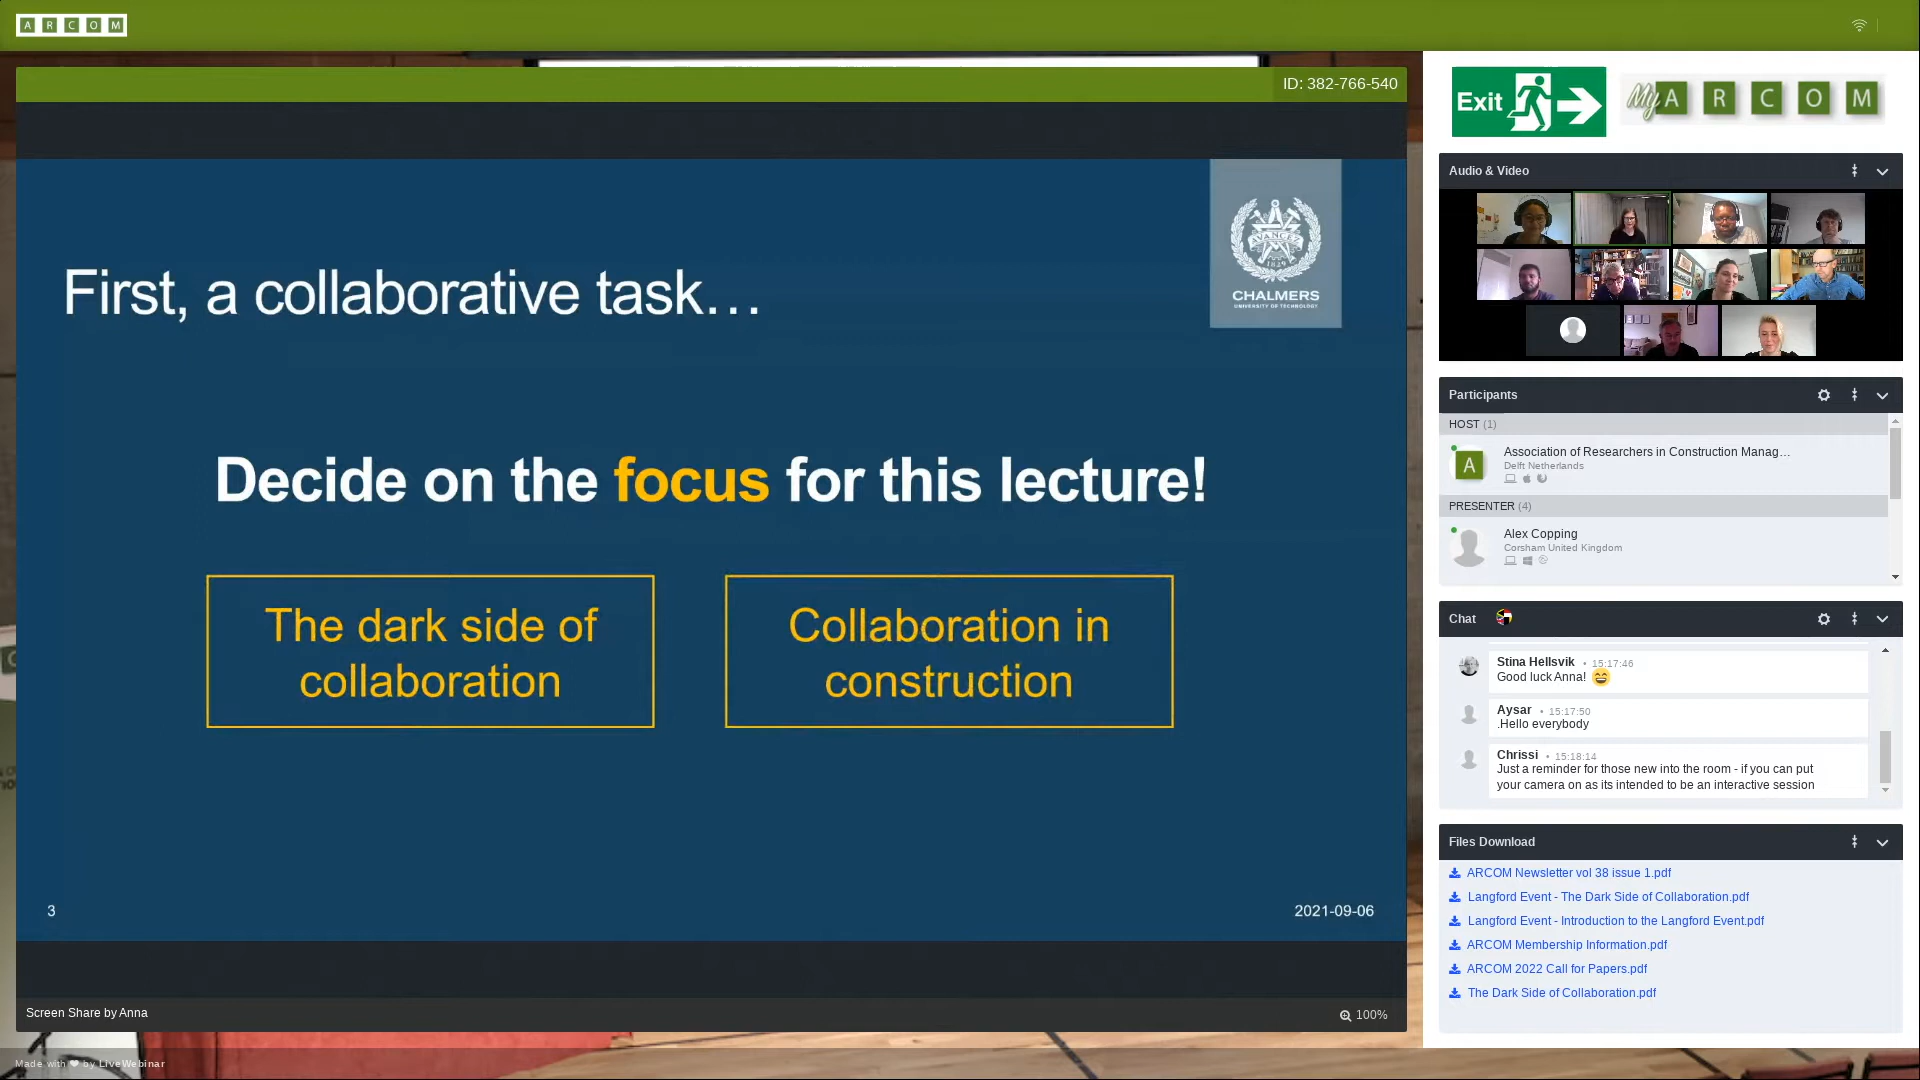 A R C O M
ID: 382-766-540
First, a collaborative task…
AVANCEZ
1829
CHALMERS
UNIVERSITY OF TECHNOLOGY
Decide on the focus for this lecture!
The dark side of
collaboration
Collaboration in
construction
3
2021-09-06
Screen Share by Anna
100%
Made with ❤ by LiveWebinar
Exit
My A R C O M
Audio & Video
Participants
HOST (1)
A
Association of Researchers in Construction Manag…
Delft Netherlands
PRESENTER (4)
Alex Copping
Corsham United Kingdom
Chat
Stina Hellsvik • 15:17:46
Good luck Anna! 😄
Aysar • 15:17:50
.Hello everybody
Chrissi • 15:18:14
Just a reminder for those new into the room - if you can put
your camera on as its intended to be an interactive session
Files Download
ARCOM Newsletter vol 38 issue 1.pdf
Langford Event - The Dark Side of Collaboration.pdf
Langford Event - Introduction to the Langford Event.pdf
ARCOM Membership Information.pdf
ARCOM 2022 Call for Papers.pdf
The Dark Side of Collaboration.pdf